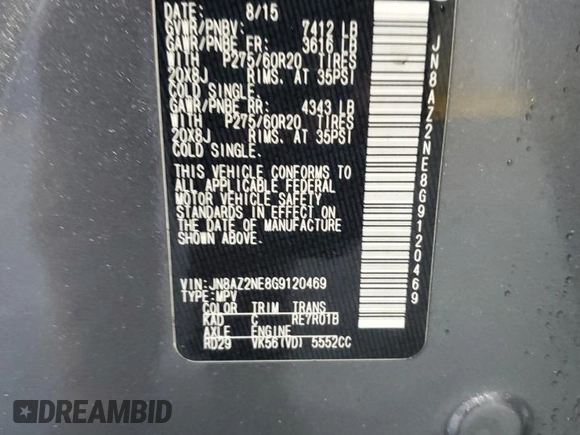 8/15
GVWR/PNBV: 7412 LB
GAWR/PNBE FR: 3616 LB
WITH P275/60R20 TIRES
20X8J RIMS, AT 35PSI
COLD SINGLE.
GAWR/PNBE RR: 4343 LB
WITH P275/60R20 TIRES
20X8J RIMS, AT 35PSI
COLD SINGLE.
THIS VEHICLE CONFORMS TO
ALL APPLICABLE FEDERAL
MOTOR VEHICLE SAFETY
STANDARDS IN EFFECT ON
THE DATE OF MANUFACTURE
SHOWN ABOVE.
VIN:JN8AZ2NE8G9120469
TYPE:MPV
COLOR TRIM TRANS
KAD C RE7R01B
AXLE ENGINE
RD29 VK56(VD) 5552CC
JN8AZ2NE8G9120469
DREAMBID